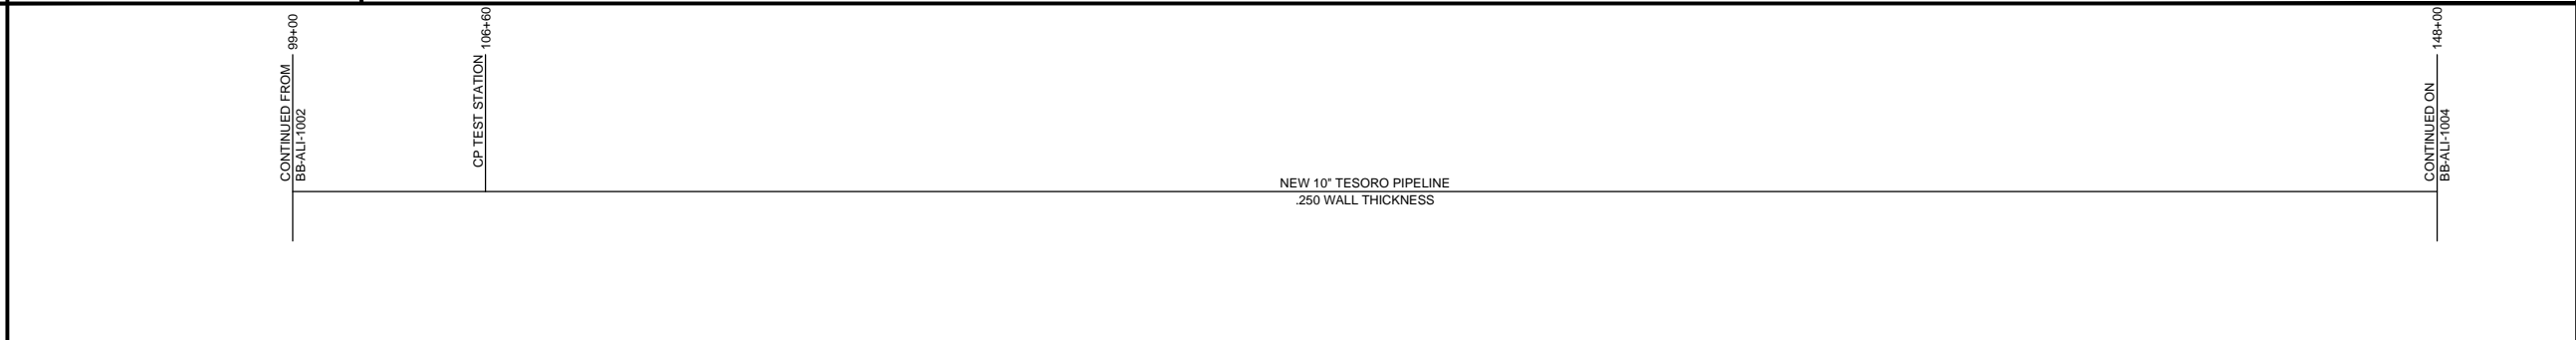 99+00
CONTINUED FROM
BB-ALI-1002
106+60
CP TEST STATION
NEW 10" TESORO PIPELINE
.250 WALL THICKNESS
148+00
CONTINUED ON
BB-ALI-1004